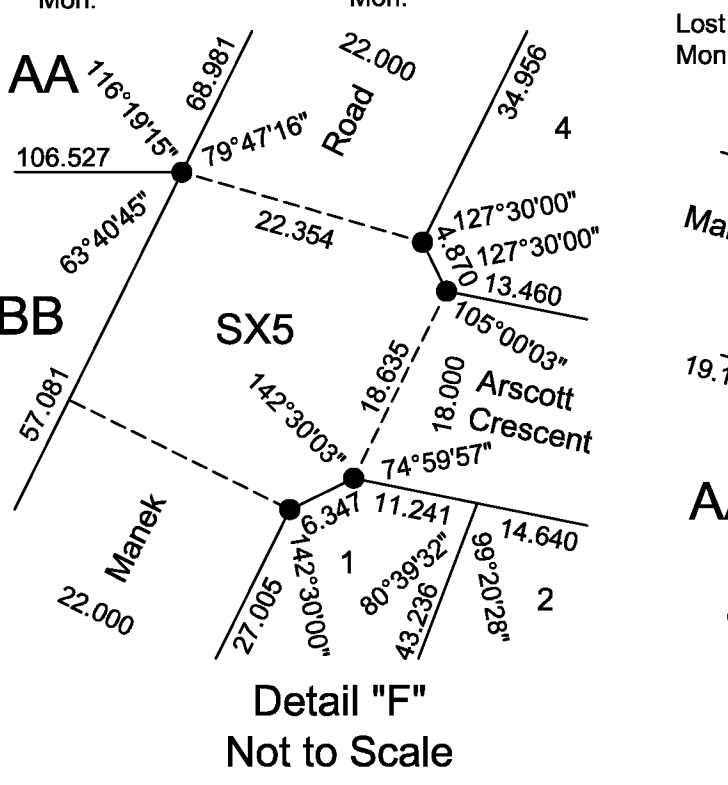 Mon.
Mon.
Lost
Mon
AA
116°19'15"
68.981
22.000
Road
34.956
4
106.527
79°47'16"
63°40'45"
22.354
127°30'00"
4.870
127°30'00"
13.460
BB
SX5
105°00'03"
57.081
142°30'03"
18.635
18.000
Arscott
Crescent
74°59'57"
Manek
22.000
6.347
11.241
14.640
27.005
142°30'00"
1
80°39'32"
43.236
99°20'28"
2
Detail "F"
Not to Scale